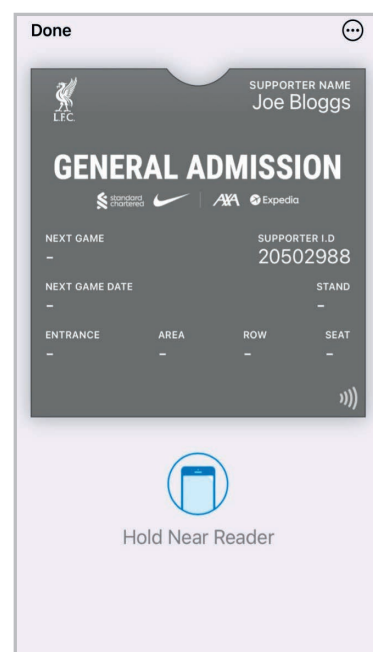 Done
SUPPORTER NAME
Joe Bloggs
L.F.C.
GENERAL ADMISSION
standard chartered AXA Expedia
NEXT GAME SUPPORTER I.D
– 20502988
NEXT GAME DATE STAND
– –
ENTRANCE AREA ROW SEAT
– – – –
Hold Near Reader